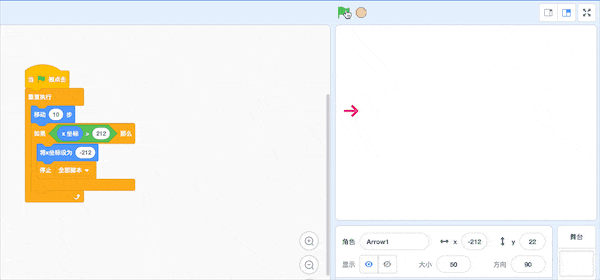 当 被点击
重复执行
移动 10 步
如果 x 坐标 > 212 那么
将x坐标设为 -212
停止 全部脚本
角色 Arrow1 x -212 y 22
显示 大小 50 方向 90
舞台